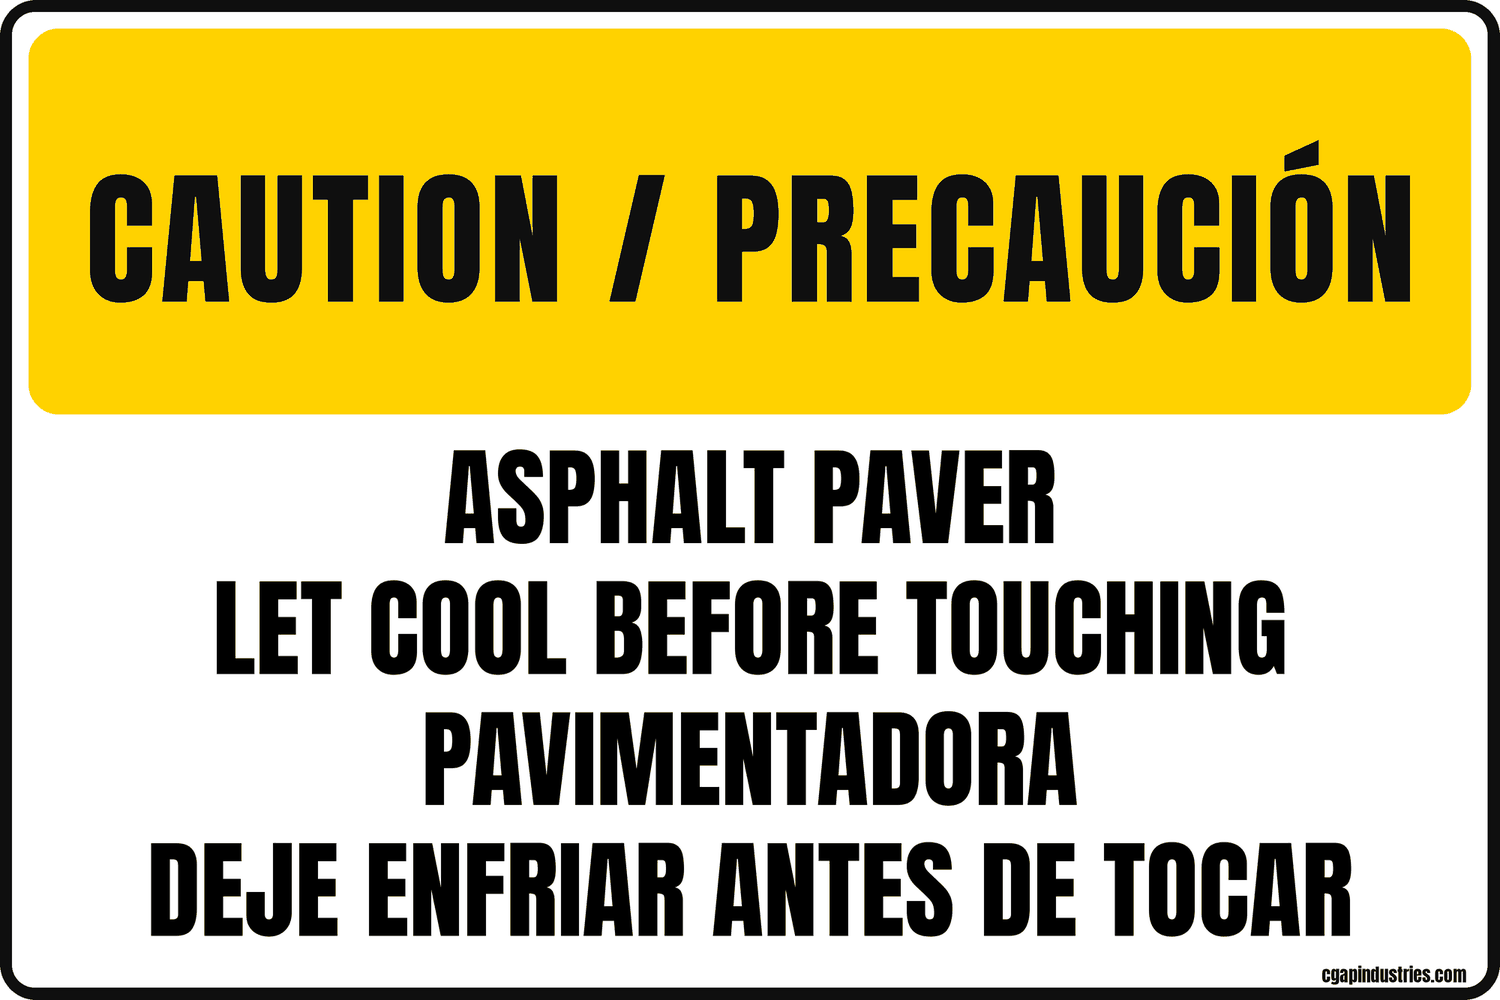 CAUTION / PRECAUCIÓN
ASPHALT PAVER
LET COOL BEFORE TOUCHING
PAVIMENTADORA
DEJE ENFRIAR ANTES DE TOCAR
cgapindustries.com